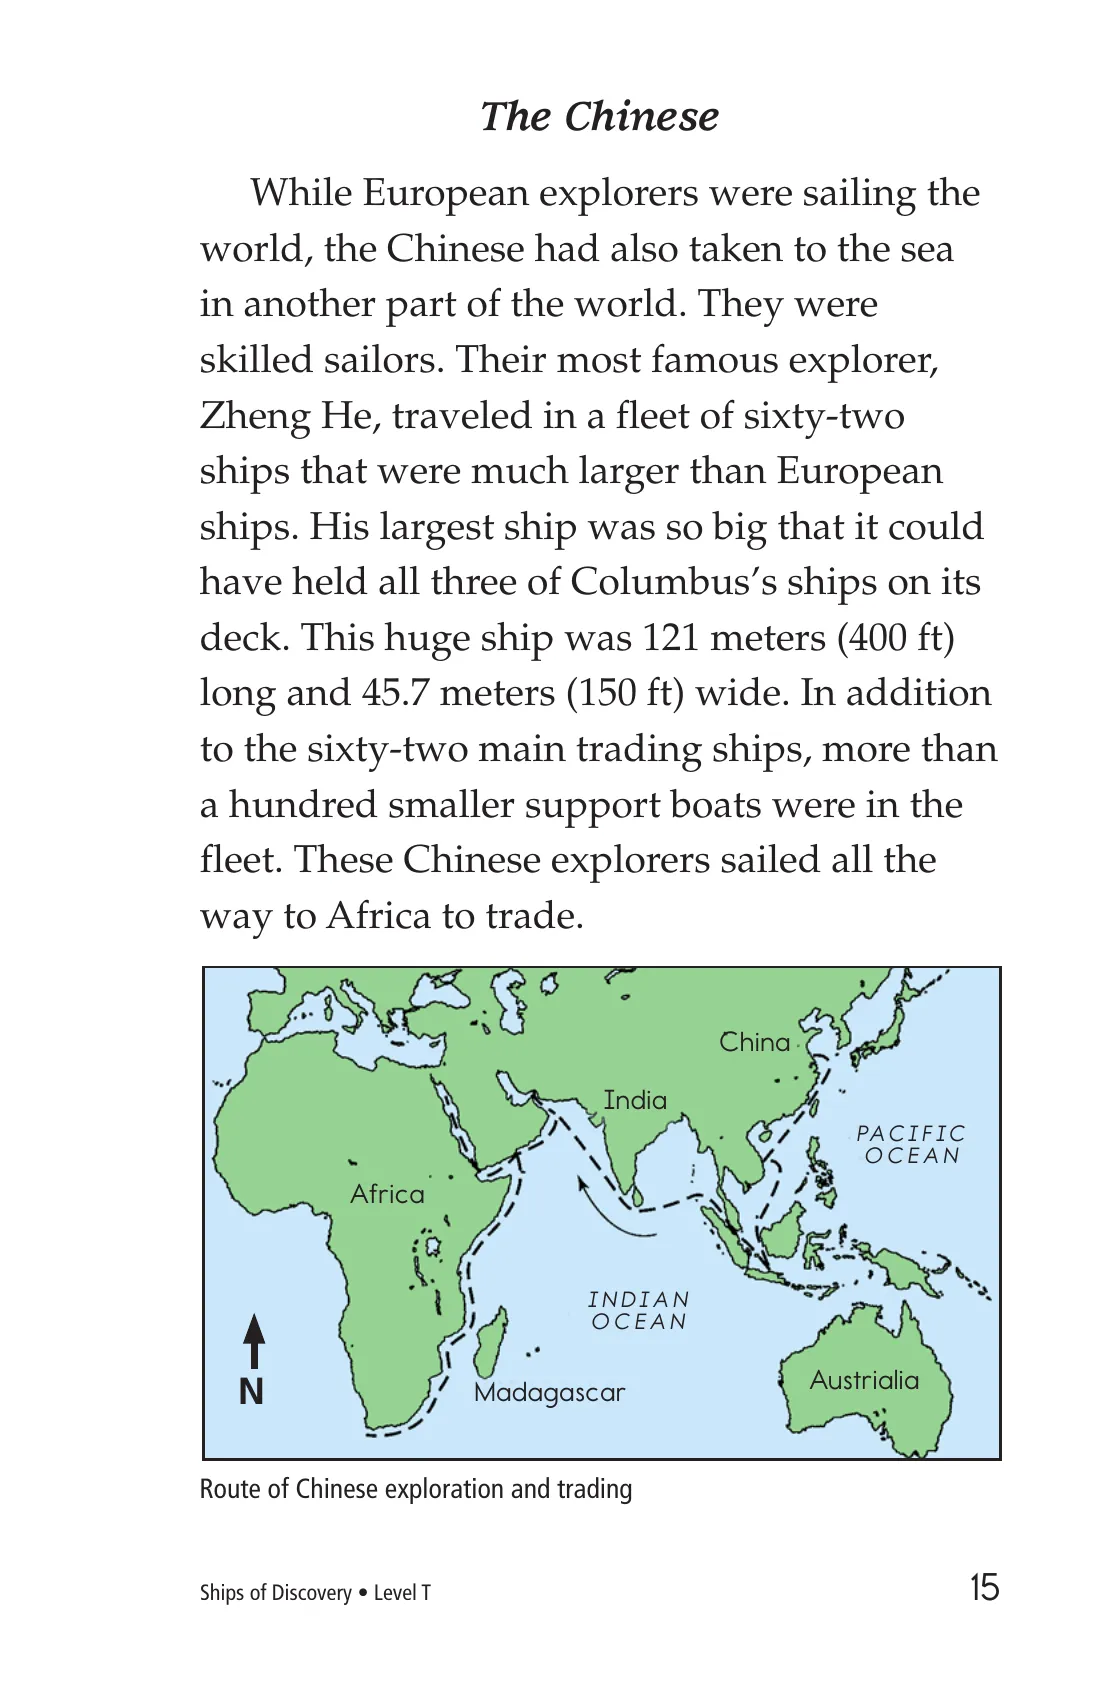 The Chinese
While European explorers were sailing the
world, the Chinese had also taken to the sea
in another part of the world. They were
skilled sailors. Their most famous explorer,
Zheng He, traveled in a fleet of sixty-two
ships that were much larger than European
ships. His largest ship was so big that it could
have held all three of Columbus’s ships on its
deck. This huge ship was 121 meters (400 ft)
long and 45.7 meters (150 ft) wide. In addition
to the sixty-two main trading ships, more than
a hundred smaller support boats were in the
fleet. These Chinese explorers sailed all the
way to Africa to trade.
China
India
PACIFIC
OCEAN
Africa
INDIAN
OCEAN
N
Madagascar
Austrialia
Route of Chinese exploration and trading
Ships of Discovery • Level T
15